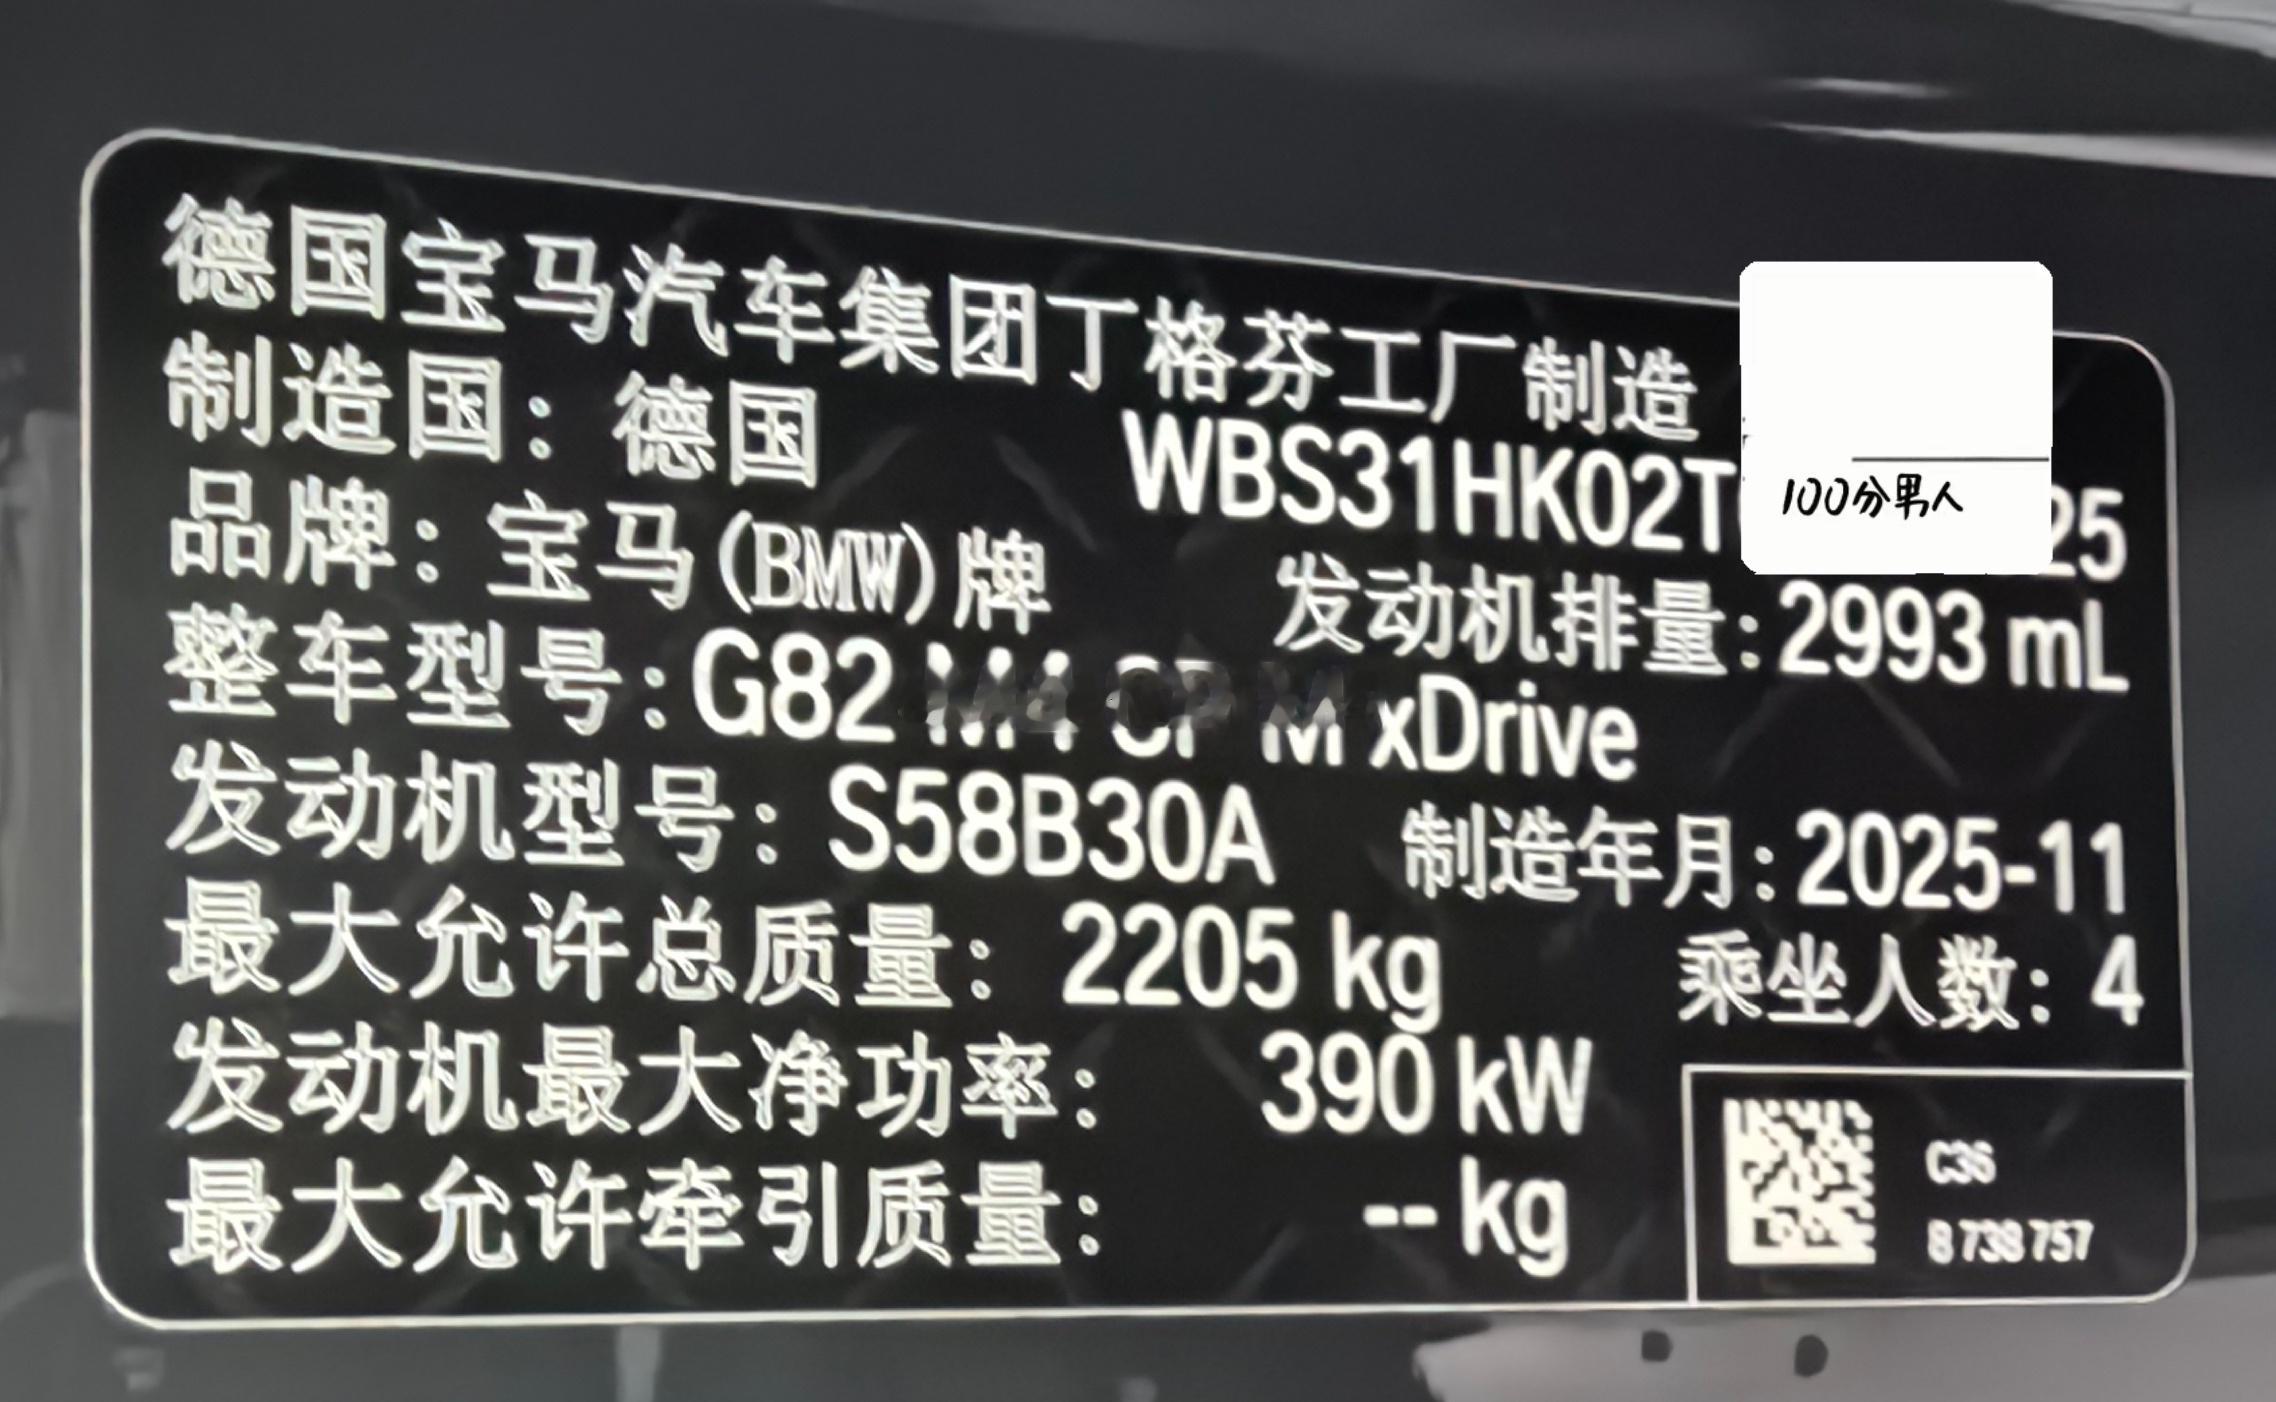 德国宝马汽车集团丁格芬工厂制造
制造国：德国
WBS31HK02T
25
100分男人
品牌：宝马(BMW)牌
发动机排量:2993 mL
整车型号:G82 M4 CP M xDrive
发动机型号：S58B30A
制造年月:2025-11
最大允许总质量：2205 kg
乘坐人数：4
发动机最大净功率：390 kW
最大允许牵引质量：-- kg
C36
8 738 757